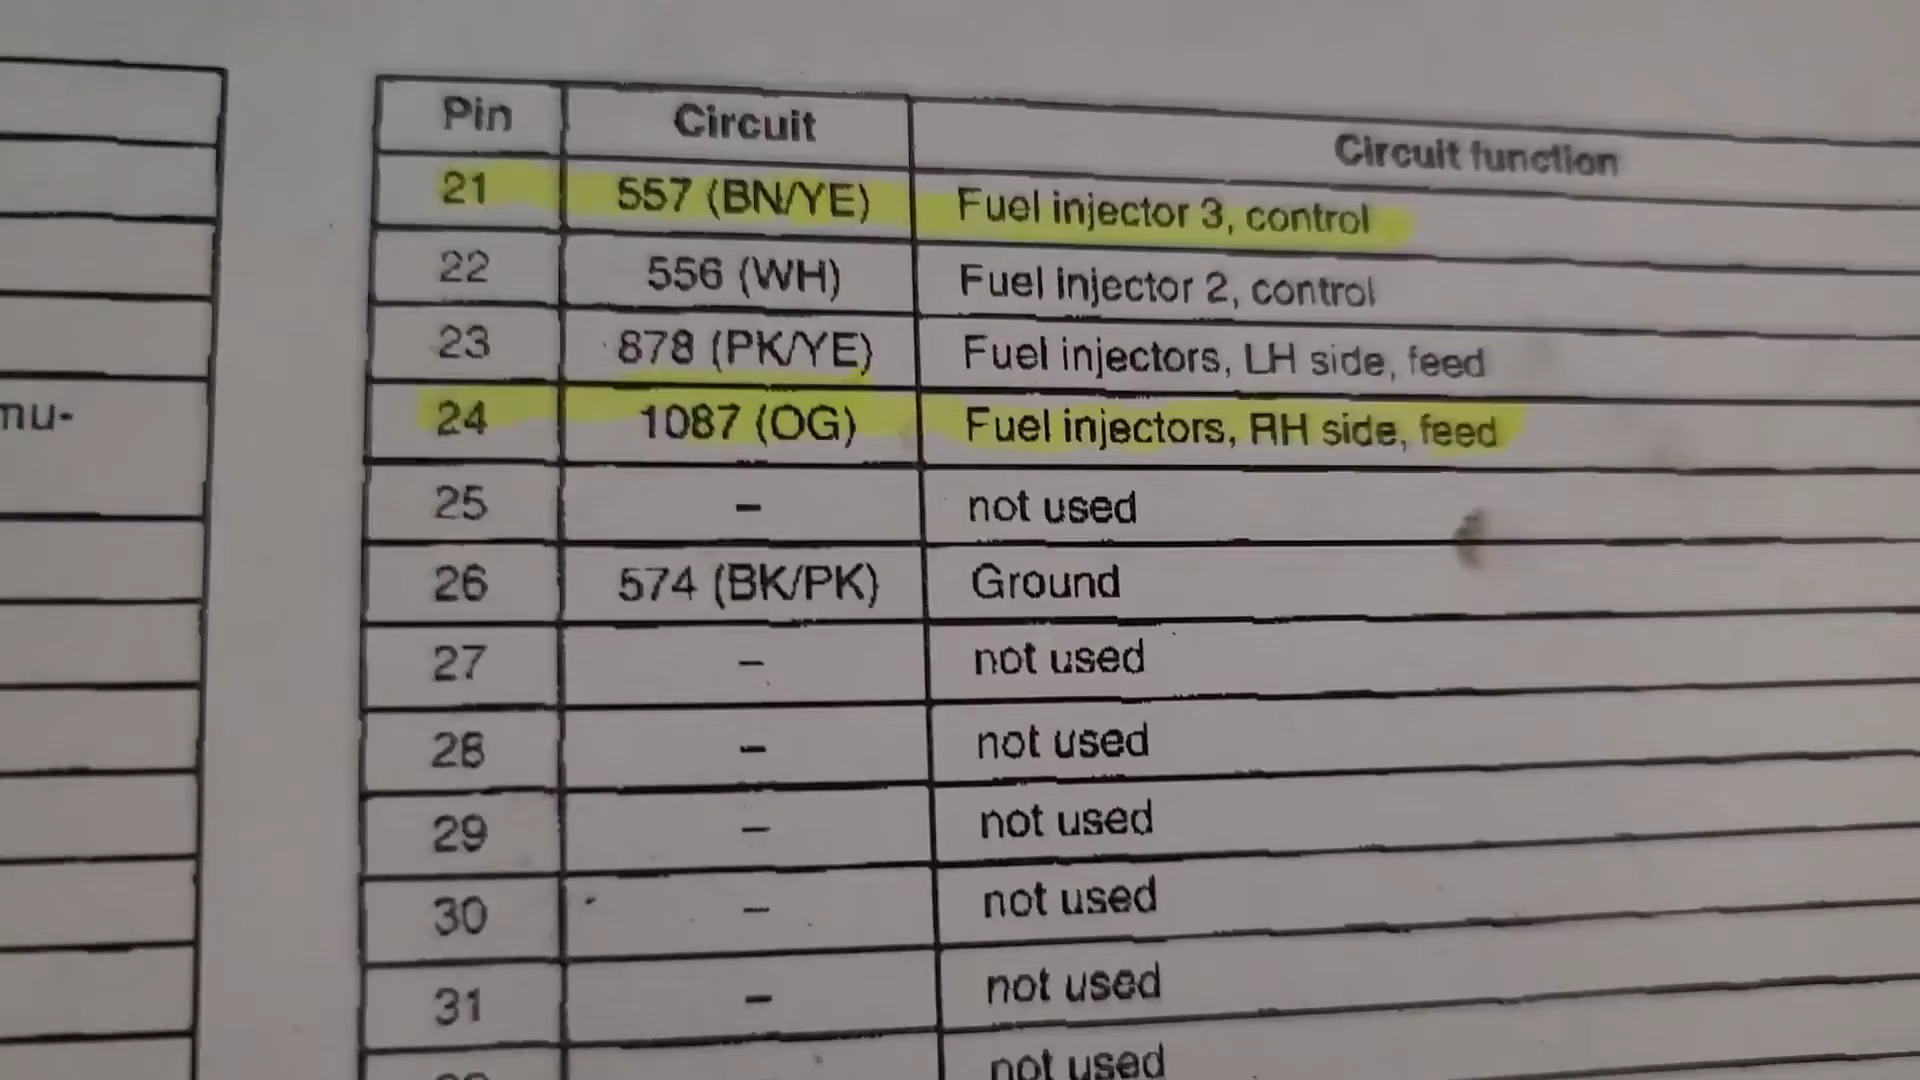 mu-
Pin Circuit Circuit function
21 557 (BN/YE) Fuel injector 3, control
22 556 (WH) Fuel injector 2, control
23 878 (PK/YE) Fuel injectors, LH side, feed
24 1087 (OG) Fuel injectors, RH side, feed
25 – not used
26 574 (BK/PK) Ground
27 – not used
28 – not used
29 – not used
30 – not used
31 – not used
not used